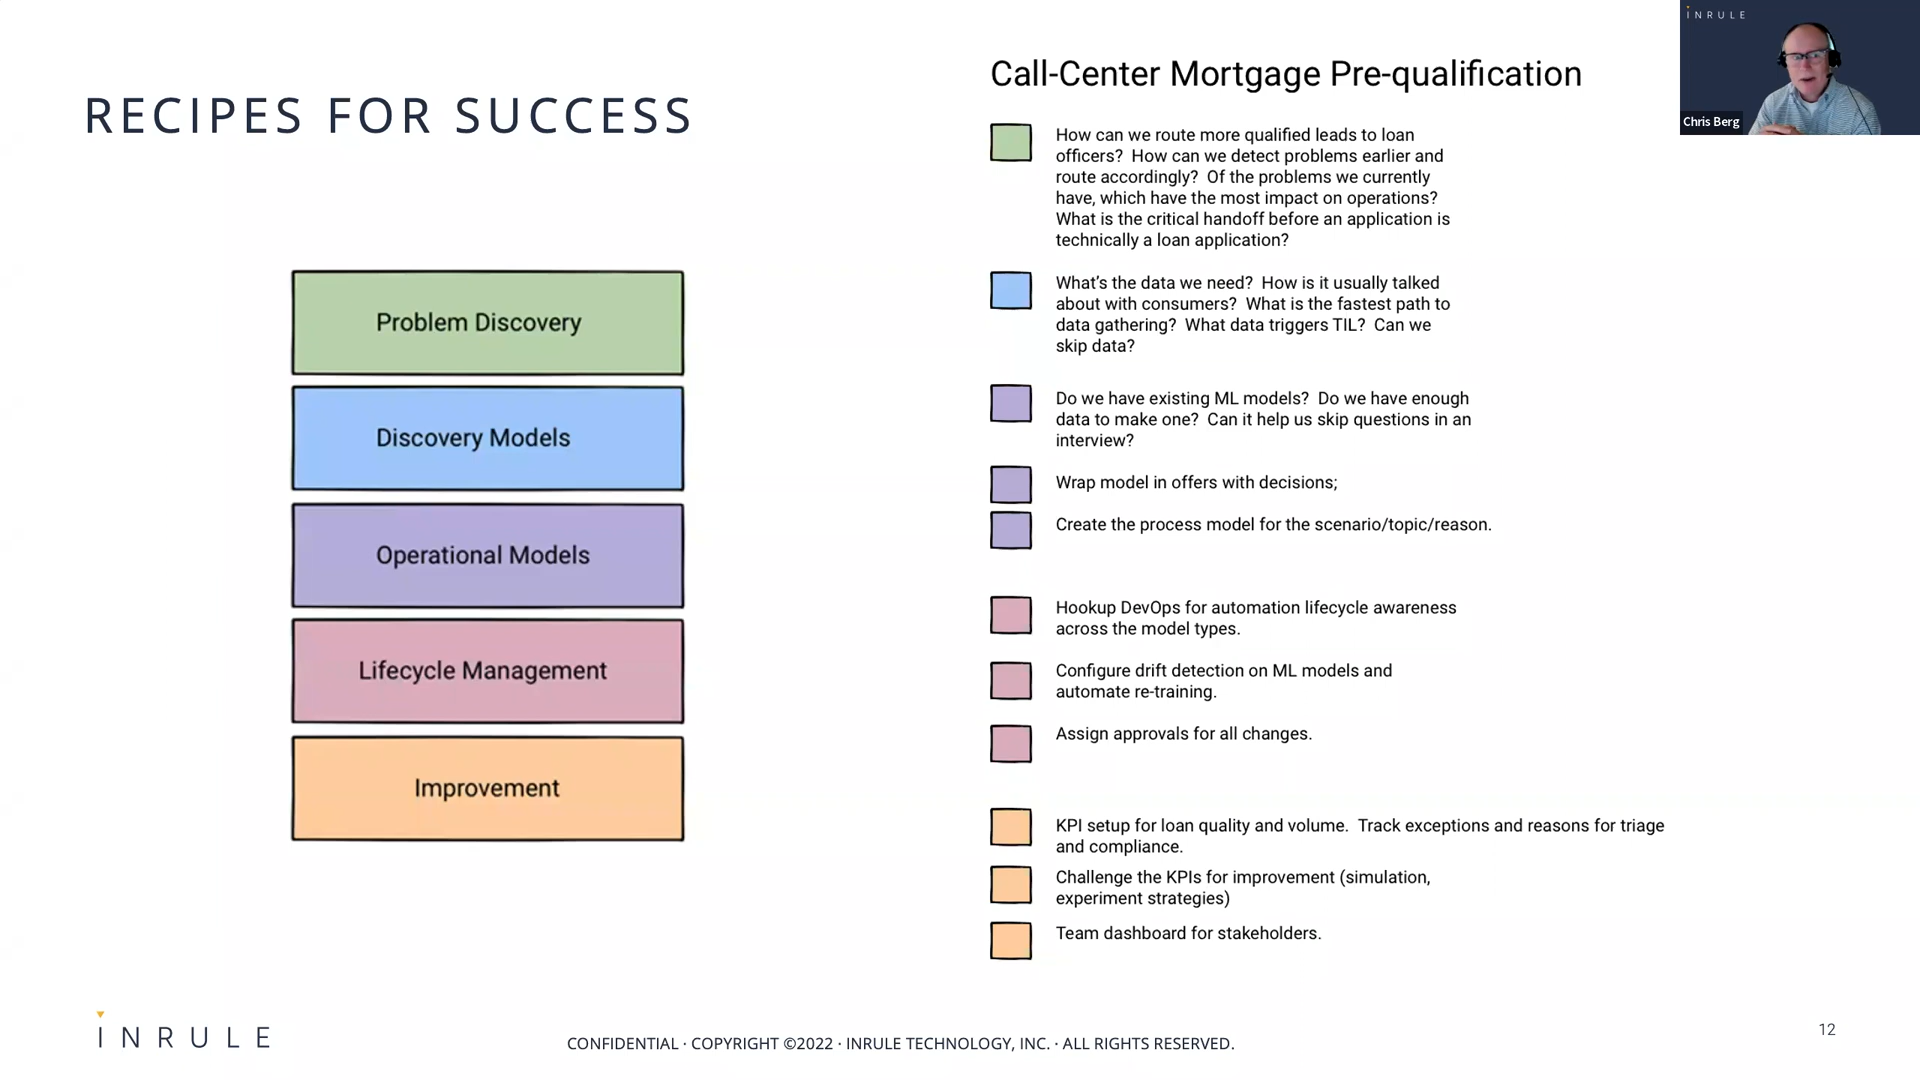 INRULE
Chris Berg
RECIPES FOR SUCCESS
Problem Discovery
Discovery Models
Operational Models
Lifecycle Management
Improvement
Call-Center Mortgage Pre-qualification
How can we route more qualified leads to loan
officers?  How can we detect problems earlier and
route accordingly?  Of the problems we currently
have, which have the most impact on operations?
What is the critical handoff before an application is
technically a loan application?
What’s the data we need?  How is it usually talked
about with consumers?  What is the fastest path to
data gathering?  What data triggers TIL?  Can we
skip data?
Do we have existing ML models?  Do we have enough
data to make one?  Can it help us skip questions in an
interview?
Wrap model in offers with decisions;
Create the process model for the scenario/topic/reason.
Hookup DevOps for automation lifecycle awareness
across the model types.
Configure drift detection on ML models and
automate re-training.
Assign approvals for all changes.
KPI setup for loan quality and volume.  Track exceptions and reasons for triage
and compliance.
Challenge the KPIs for improvement (simulation,
experiment strategies)
Team dashboard for stakeholders.
INRULE
CONFIDENTIAL · COPYRIGHT ©2022 · INRULE TECHNOLOGY, INC. · ALL RIGHTS RESERVED.
12